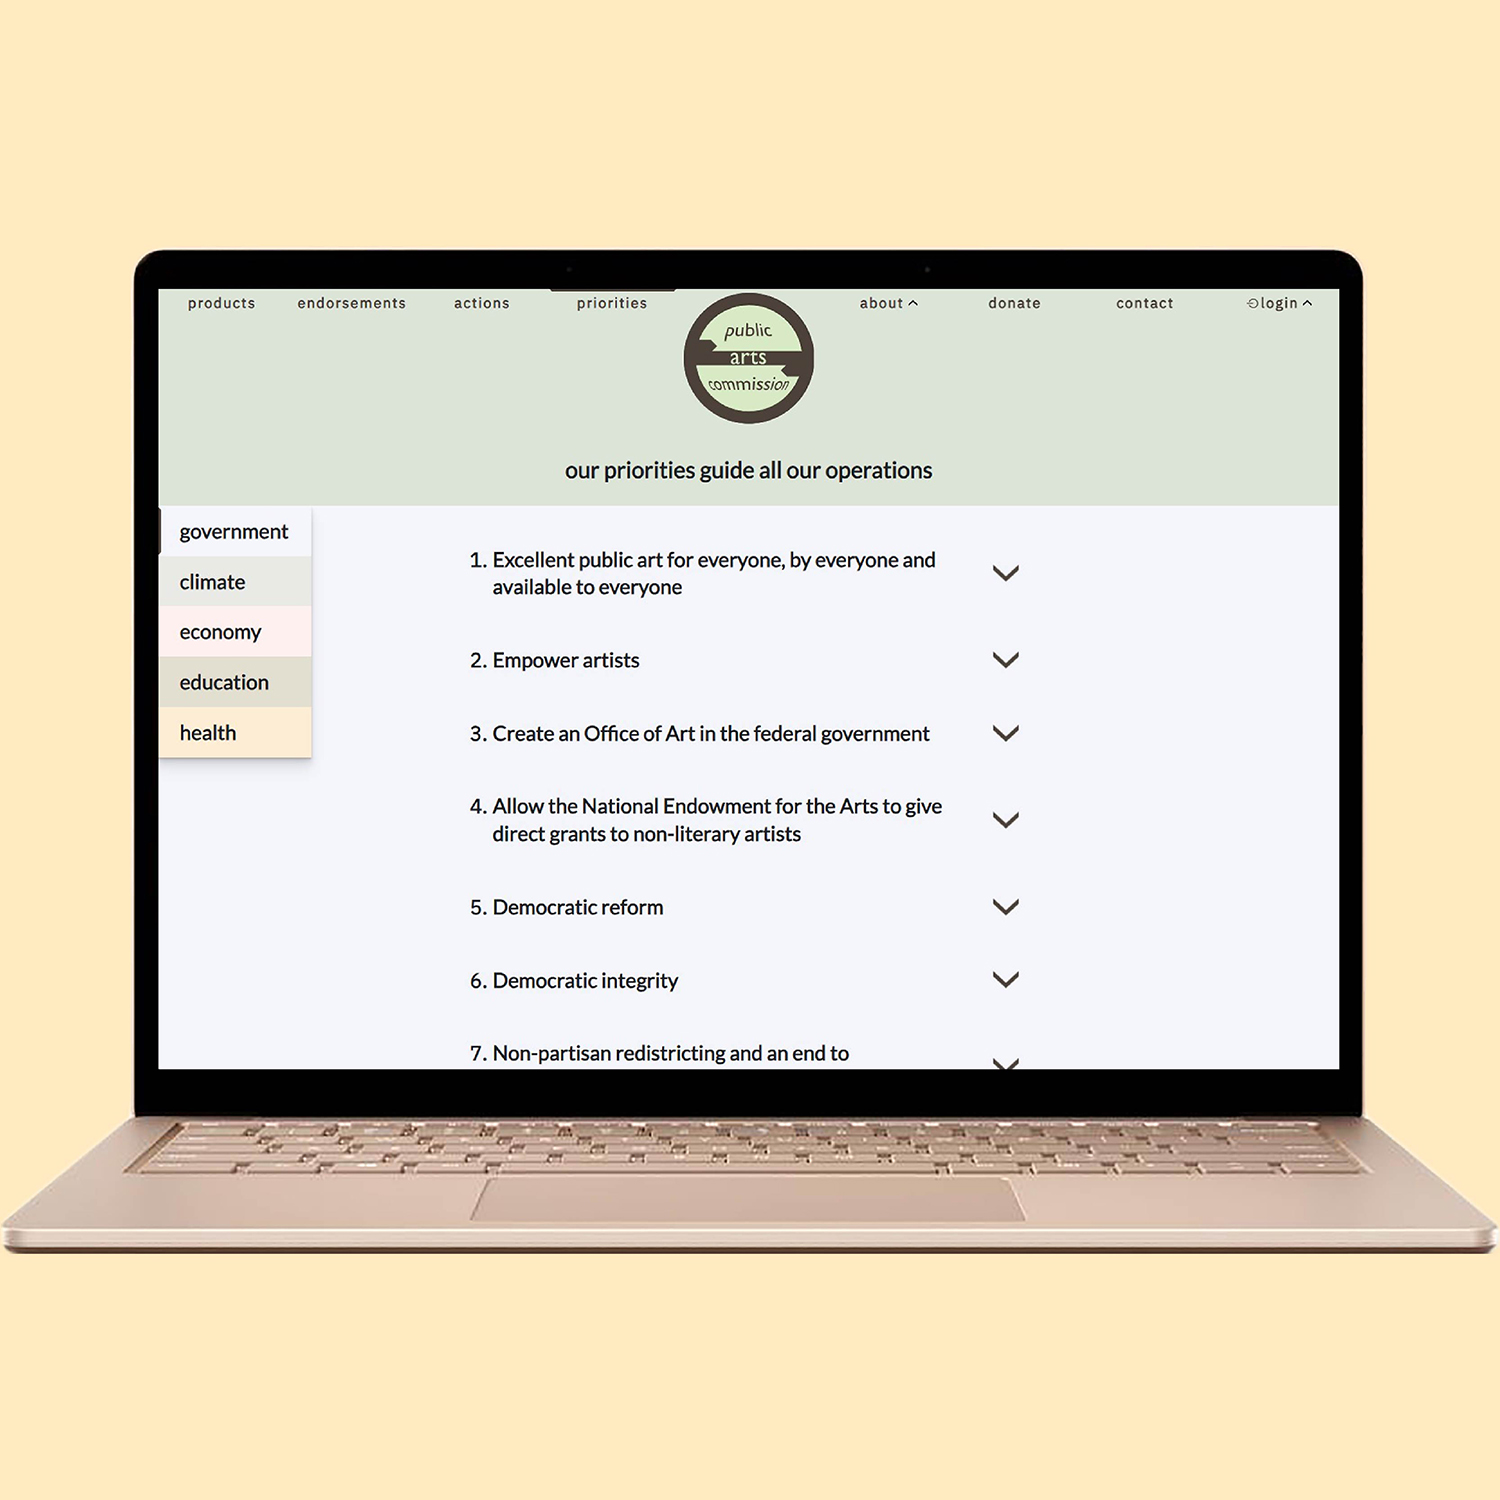 products endorsements actions priorities about donate contact login
public
arts
commission
our priorities guide all our operations
government
climate
economy
education
health
1. Excellent public art for everyone, by everyone and
available to everyone
2. Empower artists
3. Create an Office of Art in the federal government
4. Allow the National Endowment for the Arts to give
direct grants to non-literary artists
5. Democratic reform
6. Democratic integrity
7. Non-partisan redistricting and an end to